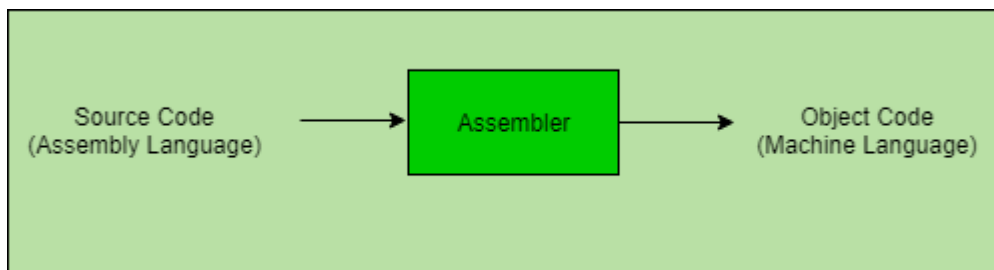 Source Code
(Assembly Language)
Assembler
Object Code
(Machine Language)